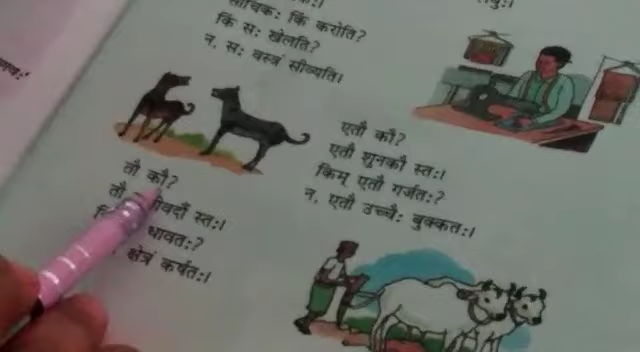 सौचिकः किं करोति?
किं सः खेलति?
न, सः वस्त्रं सीव्यति।
एतौ कौ?
एतौ शुनकौ स्तः।
किम् एतौ गर्जतः?
न, एतौ उच्चैः बुक्कतः।
तौ कौ?
तौ स्तः।
धावतः?
क्षेत्रं कर्षतः।